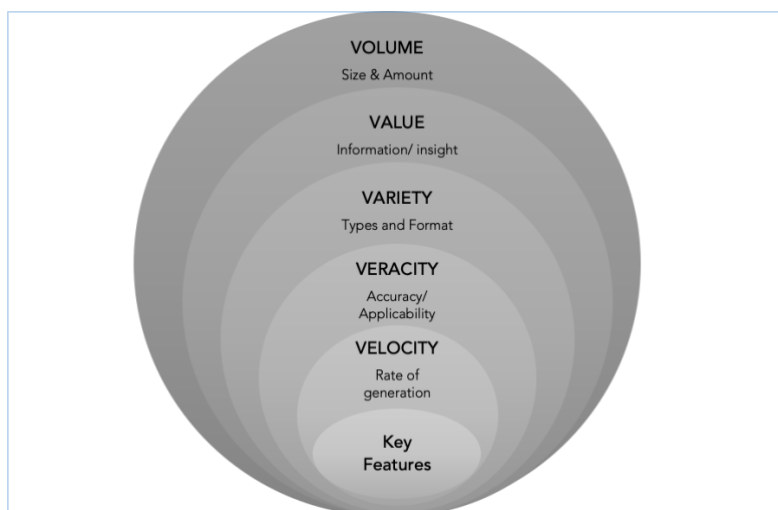 VOLUME
Size & Amount
VALUE
Information/ insight
VARIETY
Types and Format
VERACITY
Accuracy/
Applicability
VELOCITY
Rate of
generation
Key
Features